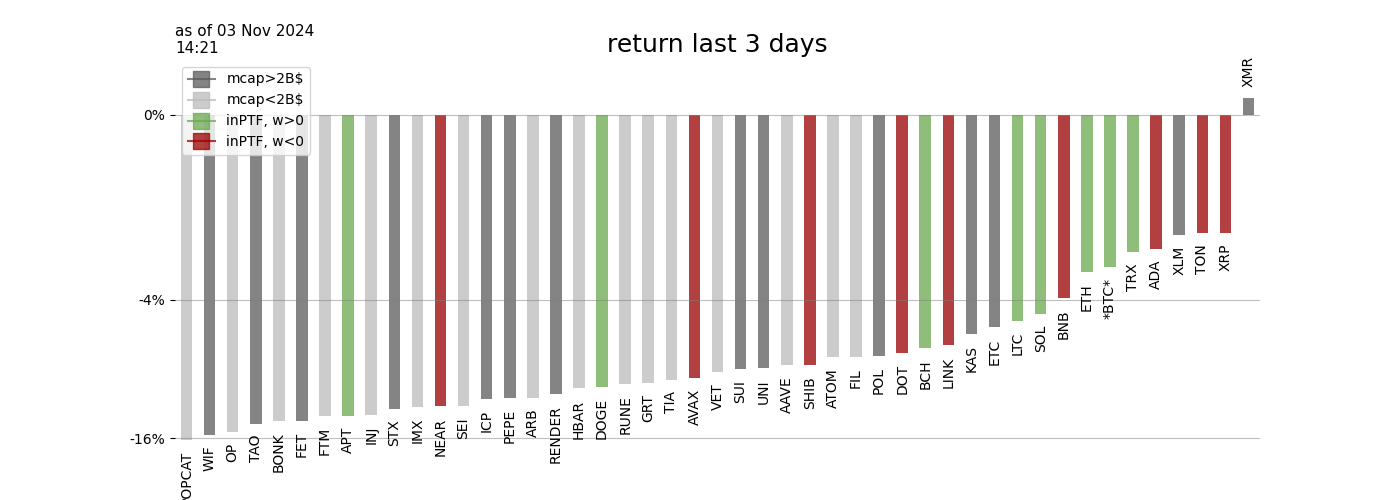 as of 03 Nov 2024
14:21
return last 3 days
mcap>2B$
mcap<2B$
inPTF, w>0
inPTF, w<0
0%
-4%
-16%
WIF
OP
TAO
BONK
FET
FTM
APT
INJ
STX
IMX
NEAR
SEI
ICP
PEPE
ARB
RENDER
HBAR
DOGE
RUNE
GRT
TIA
AVAX
VET
SUI
UNI
AAVE
SHIB
ATOM
FIL
POL
DOT
BCH
LINK
KAS
ETC
LTC
SOL
BNB
ETH
*BTC*
TRX
ADA
XLM
TON
XRP
XMR